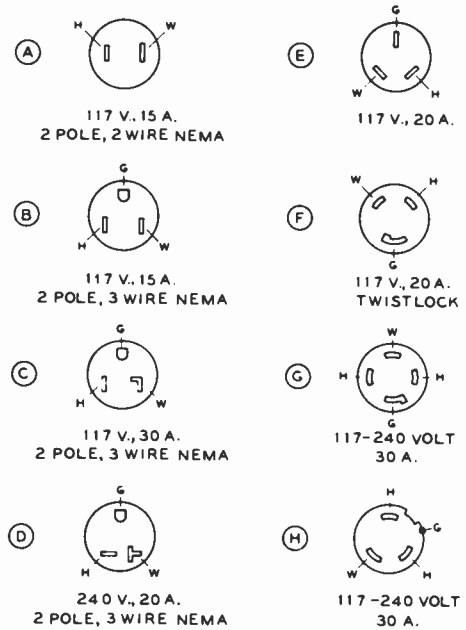 A
H W
117 V., 15 A.
2 POLE, 2 WIRE NEMA
B
G
H W
117 V., 15 A.
2 POLE, 3 WIRE NEMA
C
G
H W
117 V., 30 A.
2 POLE, 3 WIRE NEMA
D
G
H W
240 V., 20 A.
2 POLE, 3 WIRE NEMA
E
G
W H
117 V., 20 A.
F
W H
G
117 V., 20 A.
TWISTLOCK
G
W
H H
G
117-240 VOLT
30 A.
H
H
G
W H
117-240 VOLT
30 A.